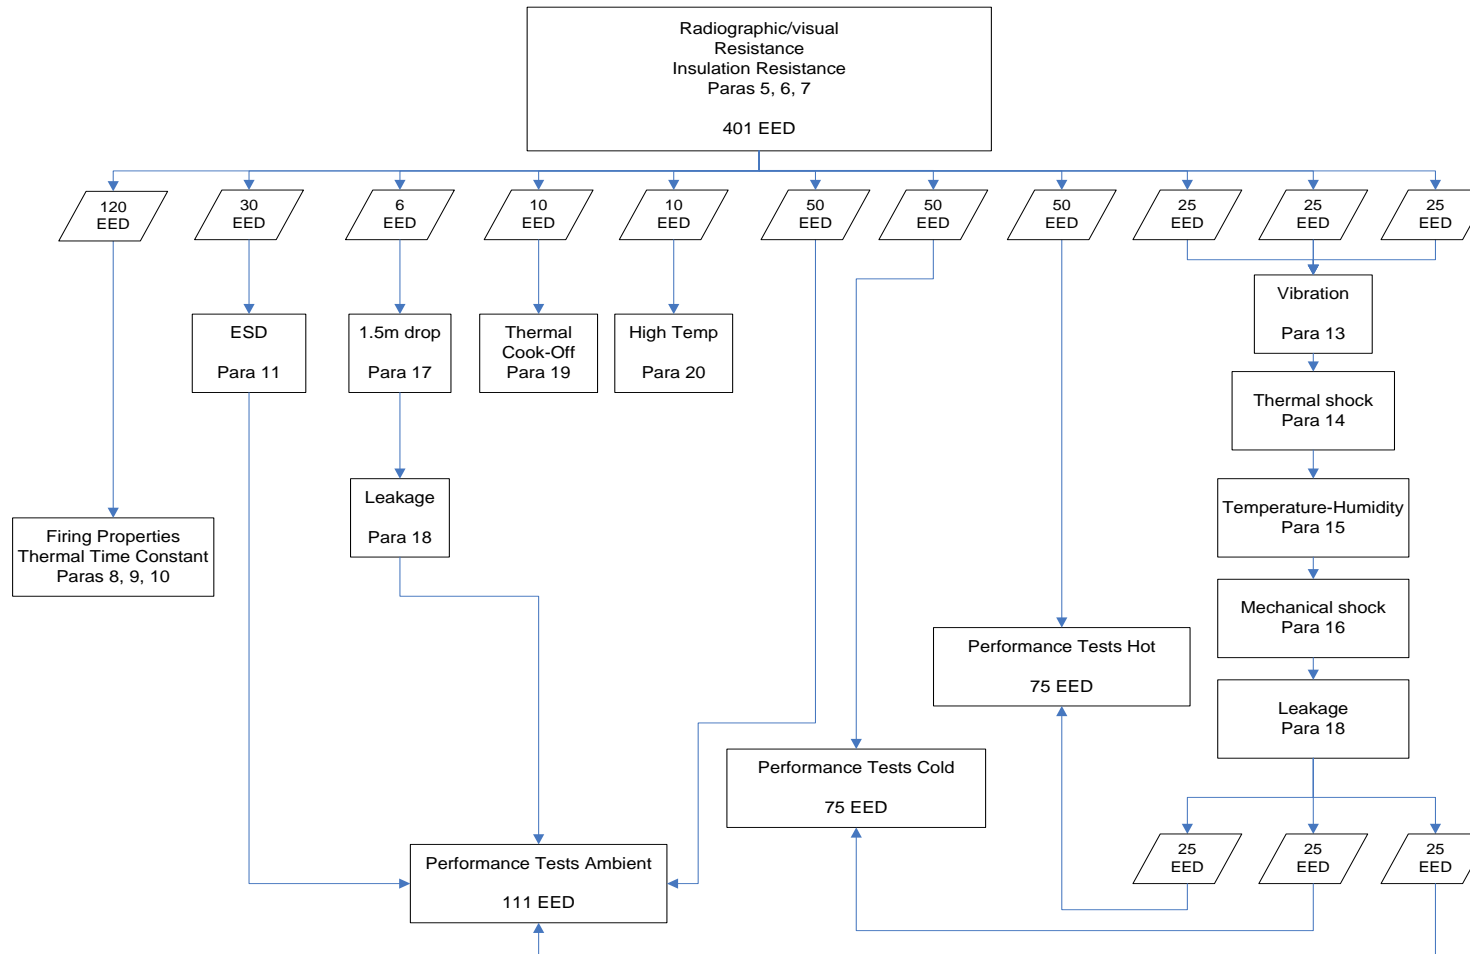 Radiographic/visual
Resistance
Insulation Resistance
Paras 5, 6, 7
401 EED
120
EED
30
EED
6
EED
10
EED
10
EED
50
EED
50
EED
50
EED
25
EED
25
EED
25
EED
Vibration
Para 13
ESD
Para 11
1.5m drop
Para 17
Thermal
Cook-Off
Para 19
High Temp
Para 20
Thermal shock
Para 14
Leakage
Para 18
Temperature-Humidity
Para 15
Firing Properties
Thermal Time Constant
Paras 8, 9, 10
Mechanical shock
Para 16
Performance Tests Hot
75 EED
Leakage
Para 18
Performance Tests Cold
75 EED
25
EED
25
EED
25
EED
Performance Tests Ambient
111 EED